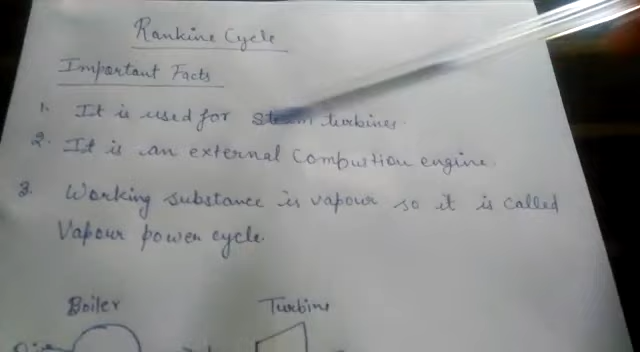 Rankine Cycle
Important Facts
1. It is used for steam turbines.
2. It is an external Combustion engine.
3. Working substance is vapour so it is called
Vapour power cycle.
Boiler Turbine